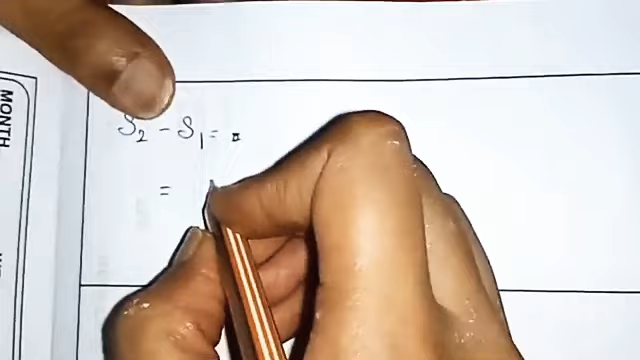 MONTH
S₂ - S₁ = π
=